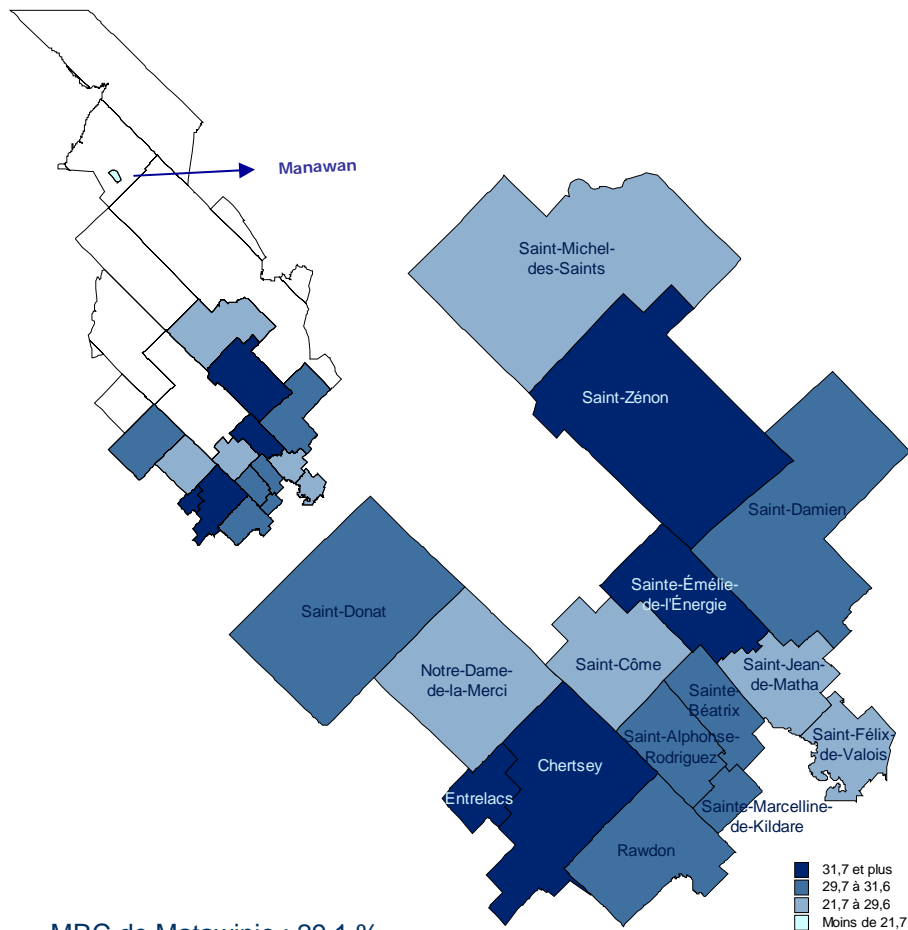 Manawan
Saint-Michel-
des-Saints
Saint-Zénon
Saint-Damien
Sainte-Émélie-
de-l'Énergie
Saint-Donat
Saint-Côme
Saint-Jean-
de-Matha
Notre-Dame-
de-la-Merci
Sainte-
Béatrix
Saint-Félix-
de-Valois
Saint-Alphonse-
Rodriguez
Chertsey
Entrelacs
Sainte-Marcelline-
de-Kildare
Rawdon
31,7 et plus
29,7 à 31,6
21,7 à 29,6
Moins de 21,7
MRC de Matawinie :